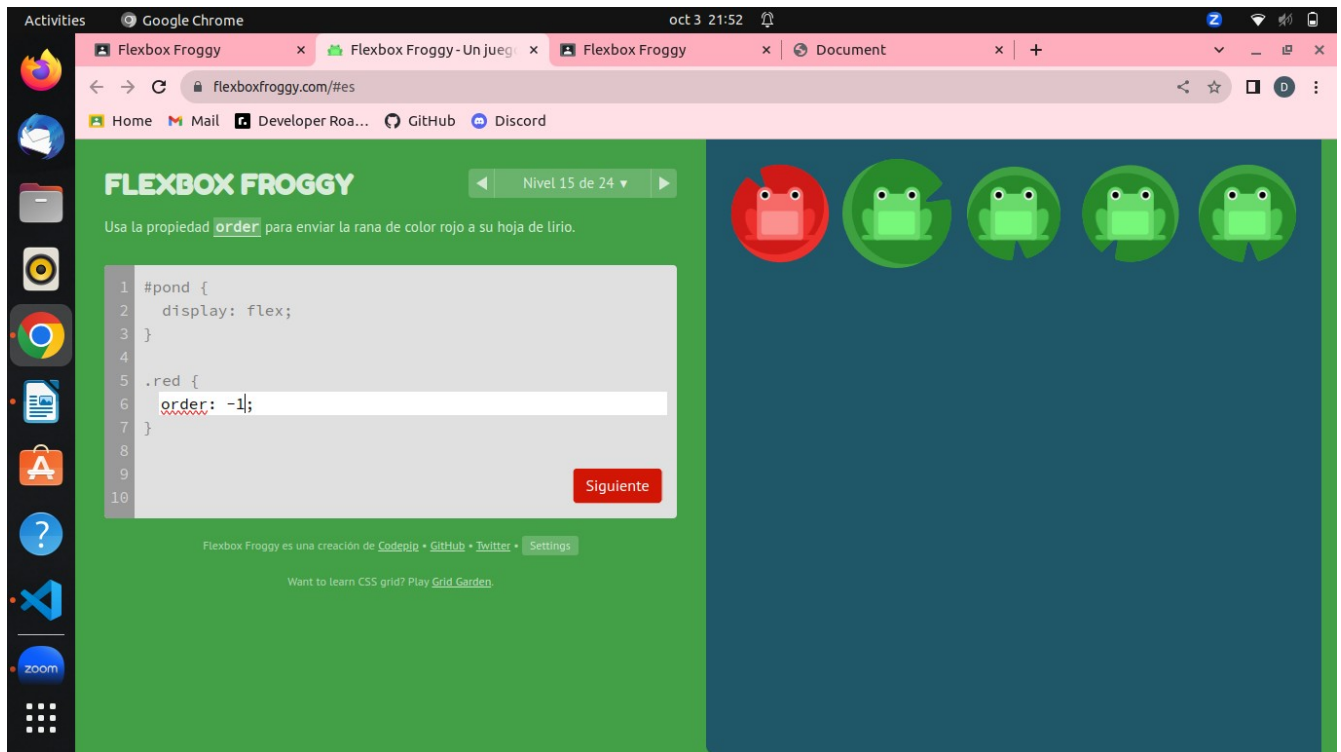 Activities
Google Chrome
oct 3 21:52
Z
Flexbox Froggy
Flexbox Froggy - Un jueg
Flexbox Froggy
Document
flexboxfroggy.com/#es
D
Home
Mail
r.
Developer Roa...
GitHub
Discord
FLEXBOX FROGGY
Nivel 15 de 24 ▾
Usa la propiedad order para enviar la rana de color rojo a su hoja de lirio.
1 #pond {
2 display: flex;
3 }
4
5 .red {
6 order: -1;
7 }
8
9
10
Siguiente
Flexbox Froggy es una creación de Codepip • GitHub • Twitter • Settings
Want to learn CSS grid? Play Grid Garden.
A
?
zoom